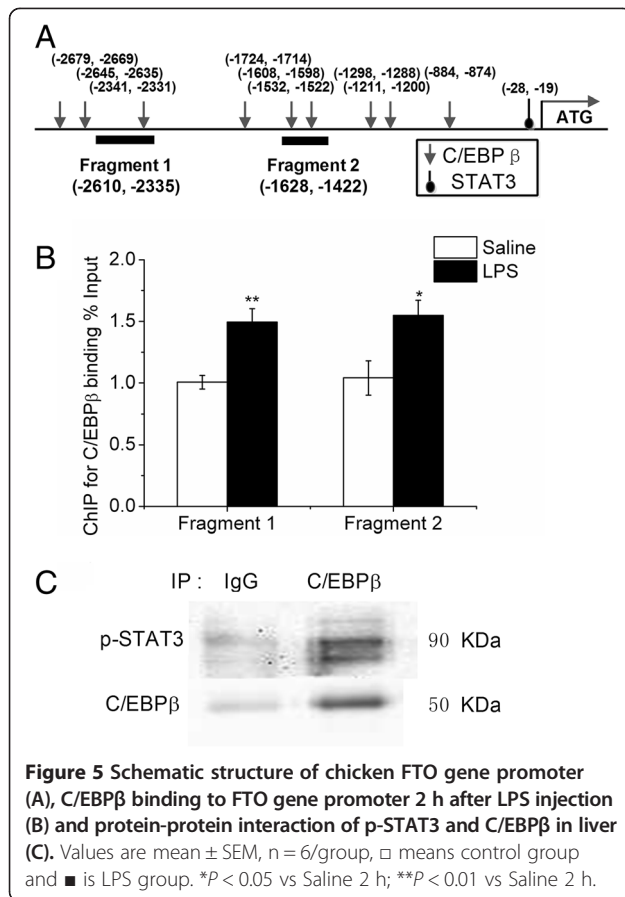 A
(-2679, -2669)
(-2645, -2635)
(-2341, -2331)
(-1724, -1714)
(-1608, -1598)
(-1532, -1522)
(-1298, -1288)
(-1211, -1200)
(-884, -874)
(-28, -19)
ATG
Fragment 1
(-2610, -2335)
Fragment 2
(-1628, -1422)
C/EBP β
STAT3
B
ChIP for C/EBPβ binding % Input
2.0
1.5
1.0
0.5
0.0
Saline
LPS
**
*
Fragment 1
Fragment 2
C
IP : IgG C/EBPβ
p-STAT3 90 KDa
C/EBPβ 50 KDa
Figure 5 Schematic structure of chicken FTO gene promoter
(A), C/EBPβ binding to FTO gene promoter 2 h after LPS injection
(B) and protein-protein interaction of p-STAT3 and C/EBPβ in liver
(C). Values are mean ± SEM, n = 6/group, □ means control group
and ■ is LPS group. *P < 0.05 vs Saline 2 h; **P < 0.01 vs Saline 2 h.